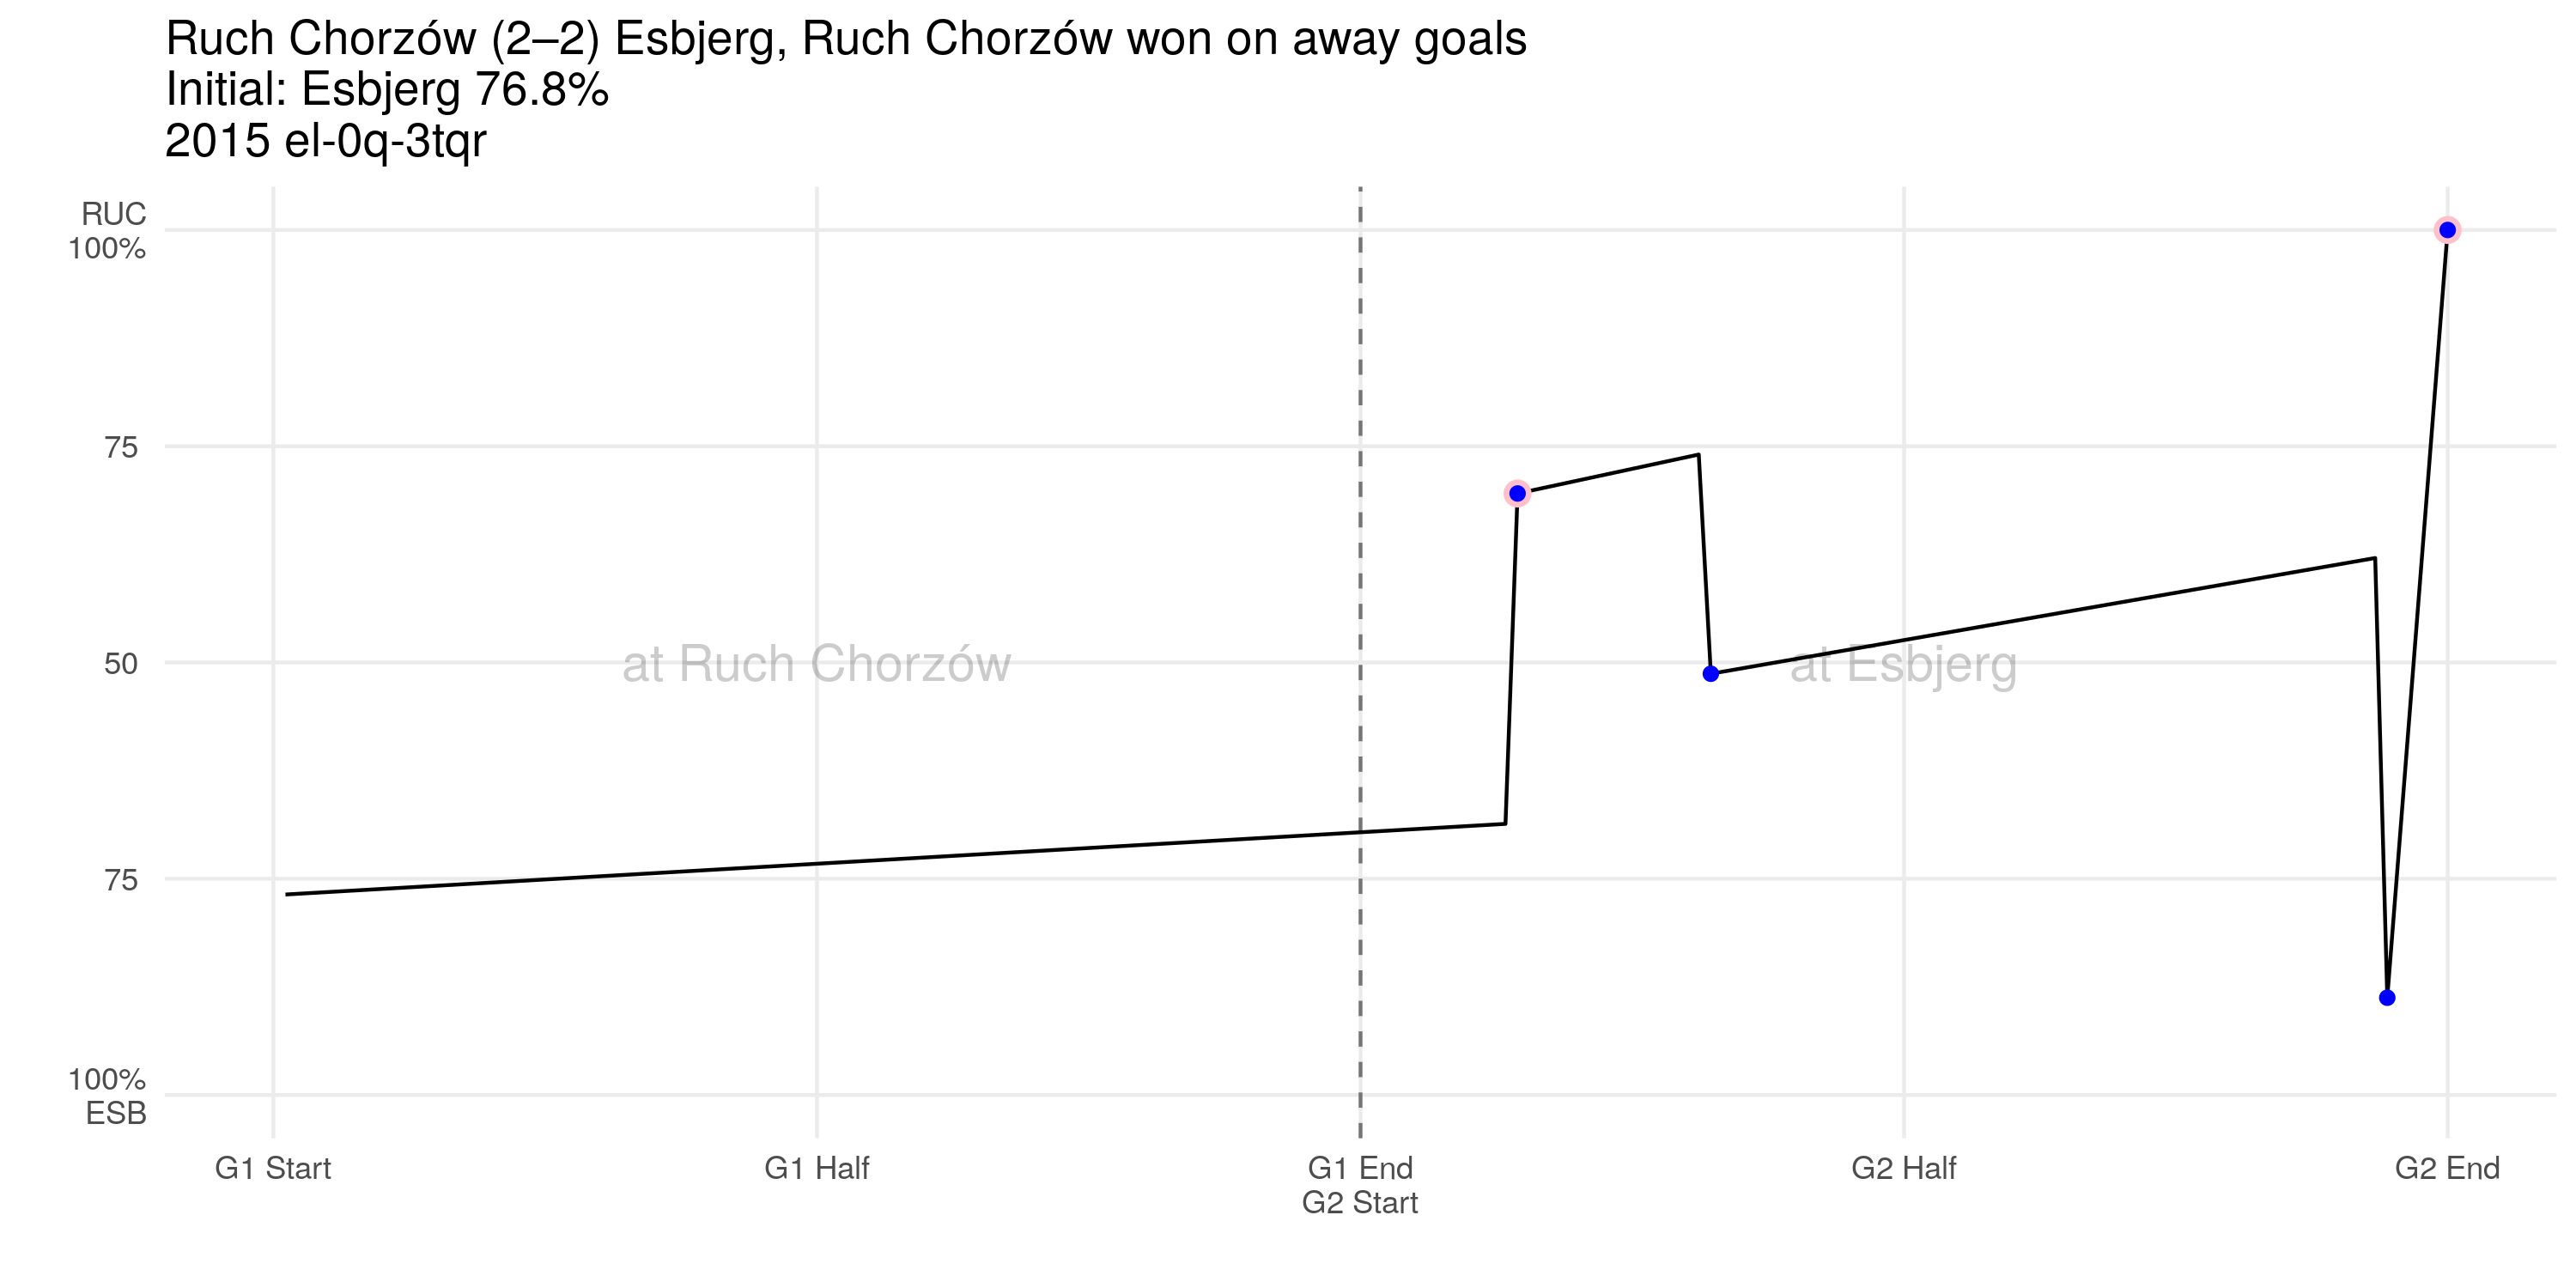 Ruch Chorzów (2–2) Esbjerg, Ruch Chorzów won on away goals
Initial: Esbjerg 76.8%
2015 el-0q-3tqr
RUC
100%
75
50
75
100%
ESB
at Ruch Chorzów
at Esbjerg
G1 Start
G1 Half
G1 End
G2 Start
G2 Half
G2 End